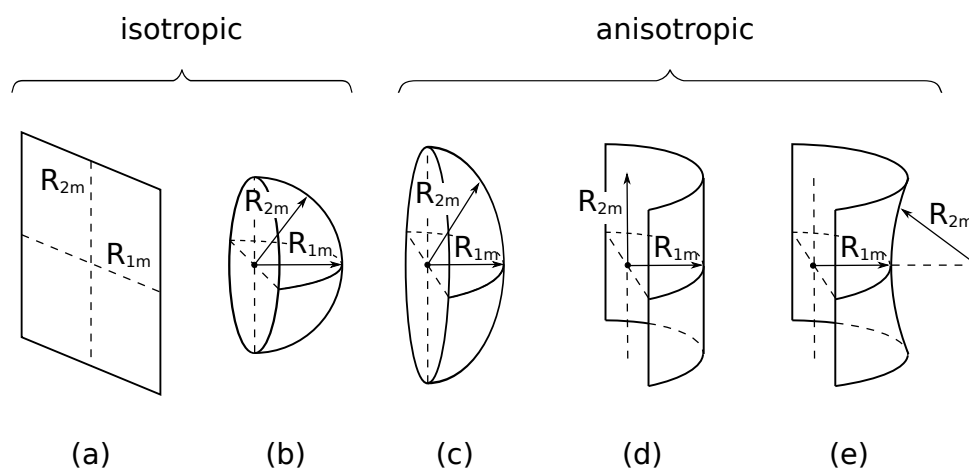 isotropic
anisotropic
R2m
R1m
R2m
R1m
R2m
R1m
R2m
R1m
R2m
R1m
(a)
(b)
(c)
(d)
(e)